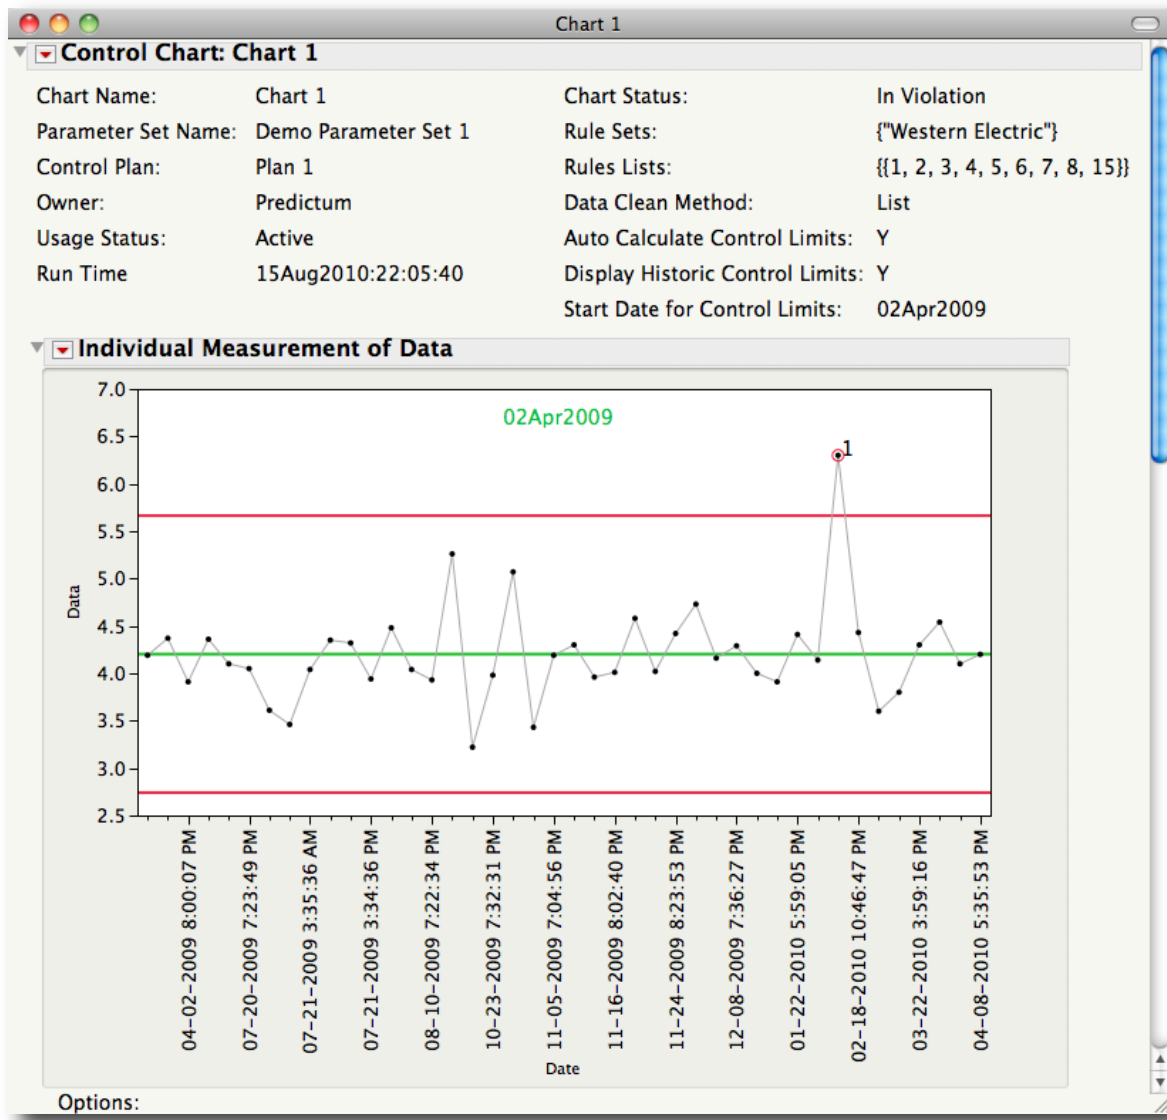 Chart 1
Control Chart: Chart 1
Chart Name: Chart 1 Chart Status: In Violation
Parameter Set Name: Demo Parameter Set 1 Rule Sets: {"Western Electric"}
Control Plan: Plan 1 Rules Lists: {{1, 2, 3, 4, 5, 6, 7, 8, 15}}
Owner: Predictum Data Clean Method: List
Usage Status: Active Auto Calculate Control Limits: Y
Run Time 15Aug2010:22:05:40 Display Historic Control Limits: Y
Start Date for Control Limits: 02Apr2009
Individual Measurement of Data
7.0
6.5
6.0
5.5
5.0
4.5
4.0
3.5
3.0
2.5
Data
02Apr2009
1
04-02-2009 8:00:07 PM
07-20-2009 7:23:49 PM
07-21-2009 3:35:36 AM
07-21-2009 3:34:36 PM
08-10-2009 7:22:34 PM
10-23-2009 7:32:31 PM
11-05-2009 7:04:56 PM
11-16-2009 8:02:40 PM
11-24-2009 8:23:53 PM
12-08-2009 7:36:27 PM
01-22-2010 5:59:05 PM
02-18-2010 10:46:47 PM
03-22-2010 3:59:16 PM
04-08-2010 5:35:53 PM
Date
Options: